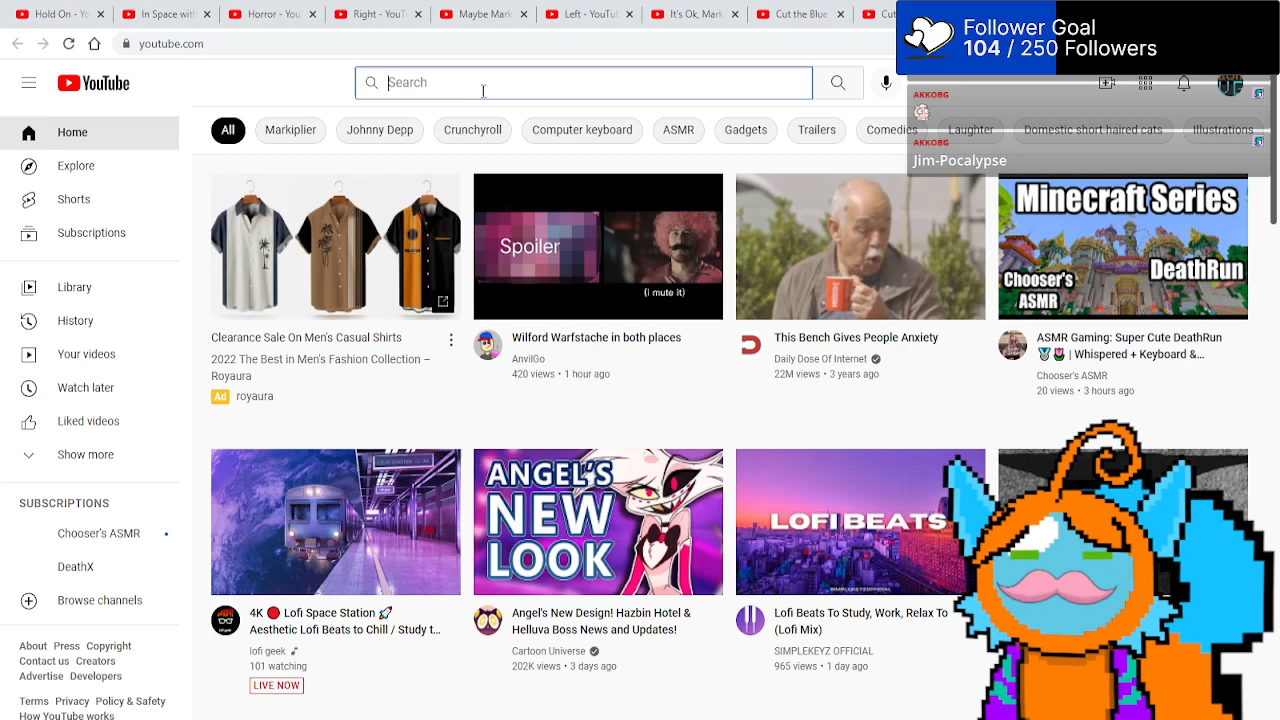 Hold On - Yo
In Space with
Horror - You
Right - YouT
Maybe Mark
Left - YouTu
It's Ok, Mark
Cut the Blue
Cut
youtube.com
Follower Goal
104 / 250 Followers
YouTube
Search
AKKOBG
AKKOBG
Jim-Pocalypse
All
Markiplier
Johnny Depp
Crunchyroll
Computer keyboard
ASMR
Gadgets
Trailers
Comedies
Laughter
Domestic short haired cats
Illustrations
Home
Explore
Shorts
Subscriptions
Library
History
Your videos
Watch later
Liked videos
Show more
SUBSCRIPTIONS
Chooser's ASMR
DeathX
Browse channels
About Press Copyright
Contact us Creators
Advertise Developers
Terms Privacy Policy & Safety
How YouTube works
Clearance Sale On Men's Casual Shirts
2022 The Best in Men's Fashion Collection –
Royaura
Ad royaura
Spoiler
(i mute it)
Wilford Warfstache in both places
AnvilGo
420 views • 1 hour ago
This Bench Gives People Anxiety
Daily Dose Of Internet
22M views • 3 years ago
Minecraft Series
Chooser's
ASMR
DeathRun
ASMR Gaming: Super Cute DeathRun
| Whispered + Keyboard &...
Chooser's ASMR
20 views • 3 hours ago
4K 🔴 Lofi Space Station 🚀
Aesthetic Lofi Beats to Chill / Study t...
lofi geek
101 watching
LIVE NOW
ANGEL'S
NEW
LOOK
Angel's New Design! Hazbin Hotel &
Helluva Boss News and Updates!
Cartoon Universe
202K views • 3 days ago
LOFI BEATS
Lofi Beats To Study, Work, Relax To
(Lofi Mix)
SIMPLEKEYZ OFFICIAL
965 views • 1 day ago